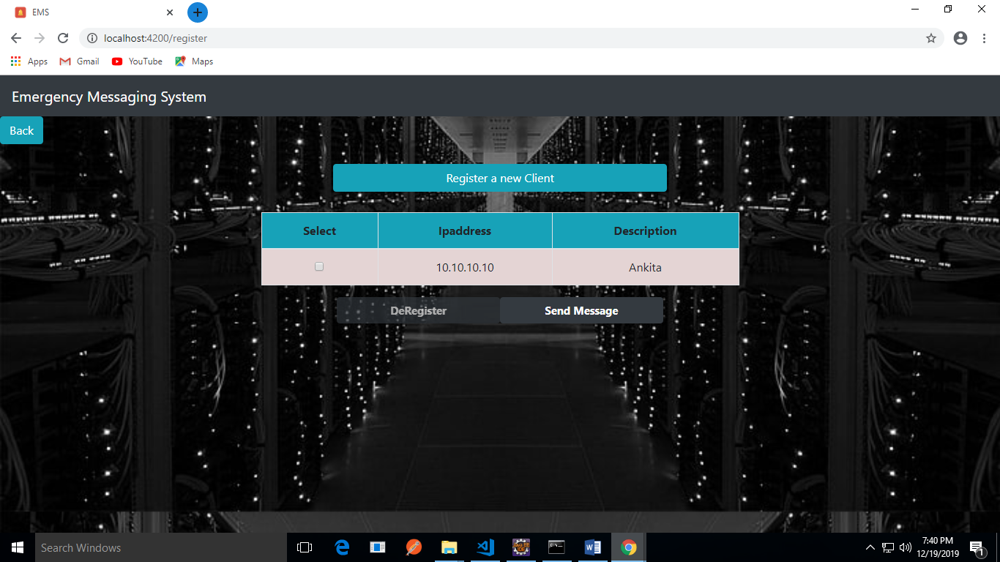 EMS
localhost:4200/register
Apps Gmail YouTube Maps
Emergency Messaging System
Back
Register a new Client
Select Ipaddress Description
10.10.10.10 Ankita
DeRegister Send Message
Search Windows
7:40 PM
12/19/2019
1